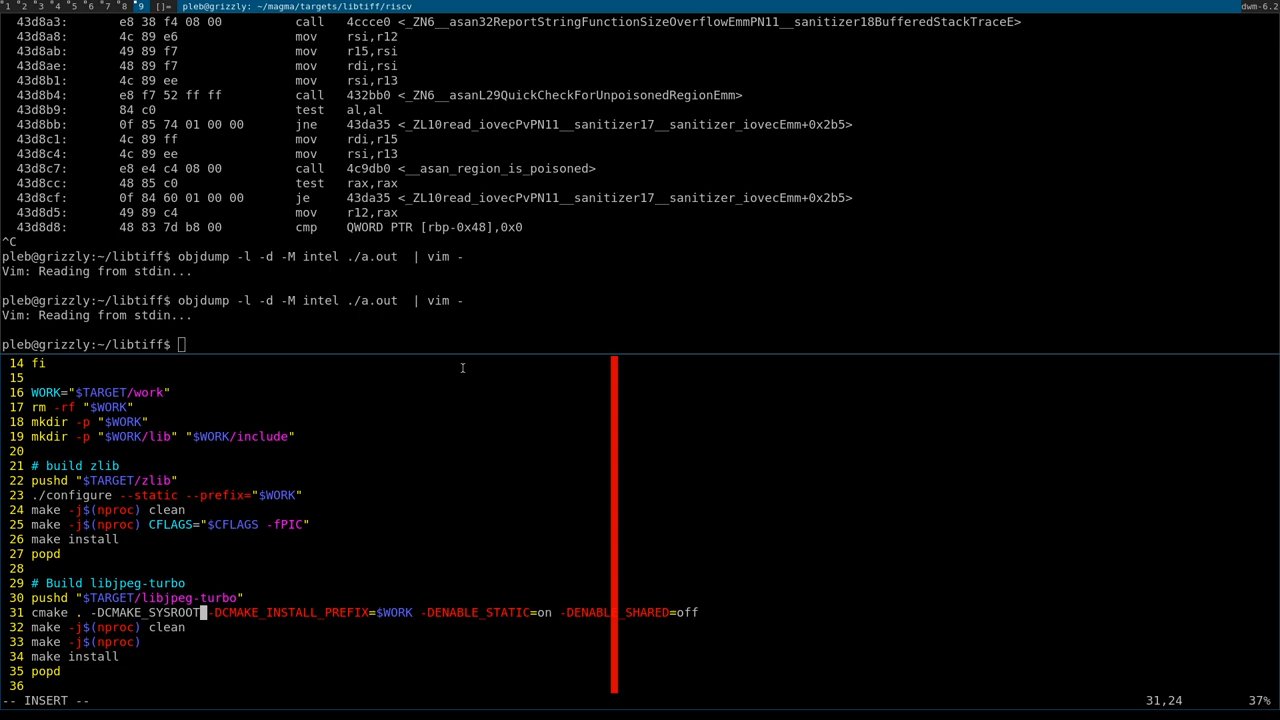 1 2 3 4 5 6 7 8 9 []= pleb@grizzly: ~/magma/targets/libtiff/riscv dwm-6.2
43d8a3: e8 38 f4 08 00 call 4ccce0 <_ZN6__asan32ReportStringFunctionSizeOverflowEmmPN11__sanitizer18BufferedStackTraceE>
43d8a8: 4c 89 e6 mov rsi,r12
43d8ab: 49 89 f7 mov r15,rsi
43d8ae: 48 89 f7 mov rdi,rsi
43d8b1: 4c 89 ee mov rsi,r13
43d8b4: e8 f7 52 ff ff call 432bb0 <_ZN6__asanL29QuickCheckForUnpoisonedRegionEmm>
43d8b9: 84 c0 test al,al
43d8bb: 0f 85 74 01 00 00 jne 43da35 <_ZL10read_iovecPvPN11__sanitizer17__sanitizer_iovecEmm+0x2b5>
43d8c1: 4c 89 ff mov rdi,r15
43d8c4: 4c 89 ee mov rsi,r13
43d8c7: e8 e4 c4 08 00 call 4c9db0 <__asan_region_is_poisoned>
43d8cc: 48 85 c0 test rax,rax
43d8cf: 0f 84 60 01 00 00 je 43da35 <_ZL10read_iovecPvPN11__sanitizer17__sanitizer_iovecEmm+0x2b5>
43d8d5: 49 89 c4 mov r12,rax
43d8d8: 48 83 7d b8 00 cmp QWORD PTR [rbp-0x48],0x0
^C
pleb@grizzly:~/libtiff$ objdump -l -d -M intel ./a.out  | vim -
Vim: Reading from stdin...
pleb@grizzly:~/libtiff$ objdump -l -d -M intel ./a.out  | vim -
Vim: Reading from stdin...
pleb@grizzly:~/libtiff$
14 fi
15
16 WORK="$TARGET/work"
17 rm -rf "$WORK"
18 mkdir -p "$WORK"
19 mkdir -p "$WORK/lib" "$WORK/include"
20
21 # build zlib
22 pushd "$TARGET/zlib"
23 ./configure --static --prefix="$WORK"
24 make -j$(nproc) clean
25 make -j$(nproc) CFLAGS="$CFLAGS -fPIC"
26 make install
27 popd
28
29 # Build libjpeg-turbo
30 pushd "$TARGET/libjpeg-turbo"
31 cmake . -DCMAKE_SYSROOT -DCMAKE_INSTALL_PREFIX=$WORK -DENABLE_STATIC=on -DENABLE_SHARED=off
32 make -j$(nproc) clean
33 make -j$(nproc)
34 make install
35 popd
36
-- INSERT -- 31,24 37%